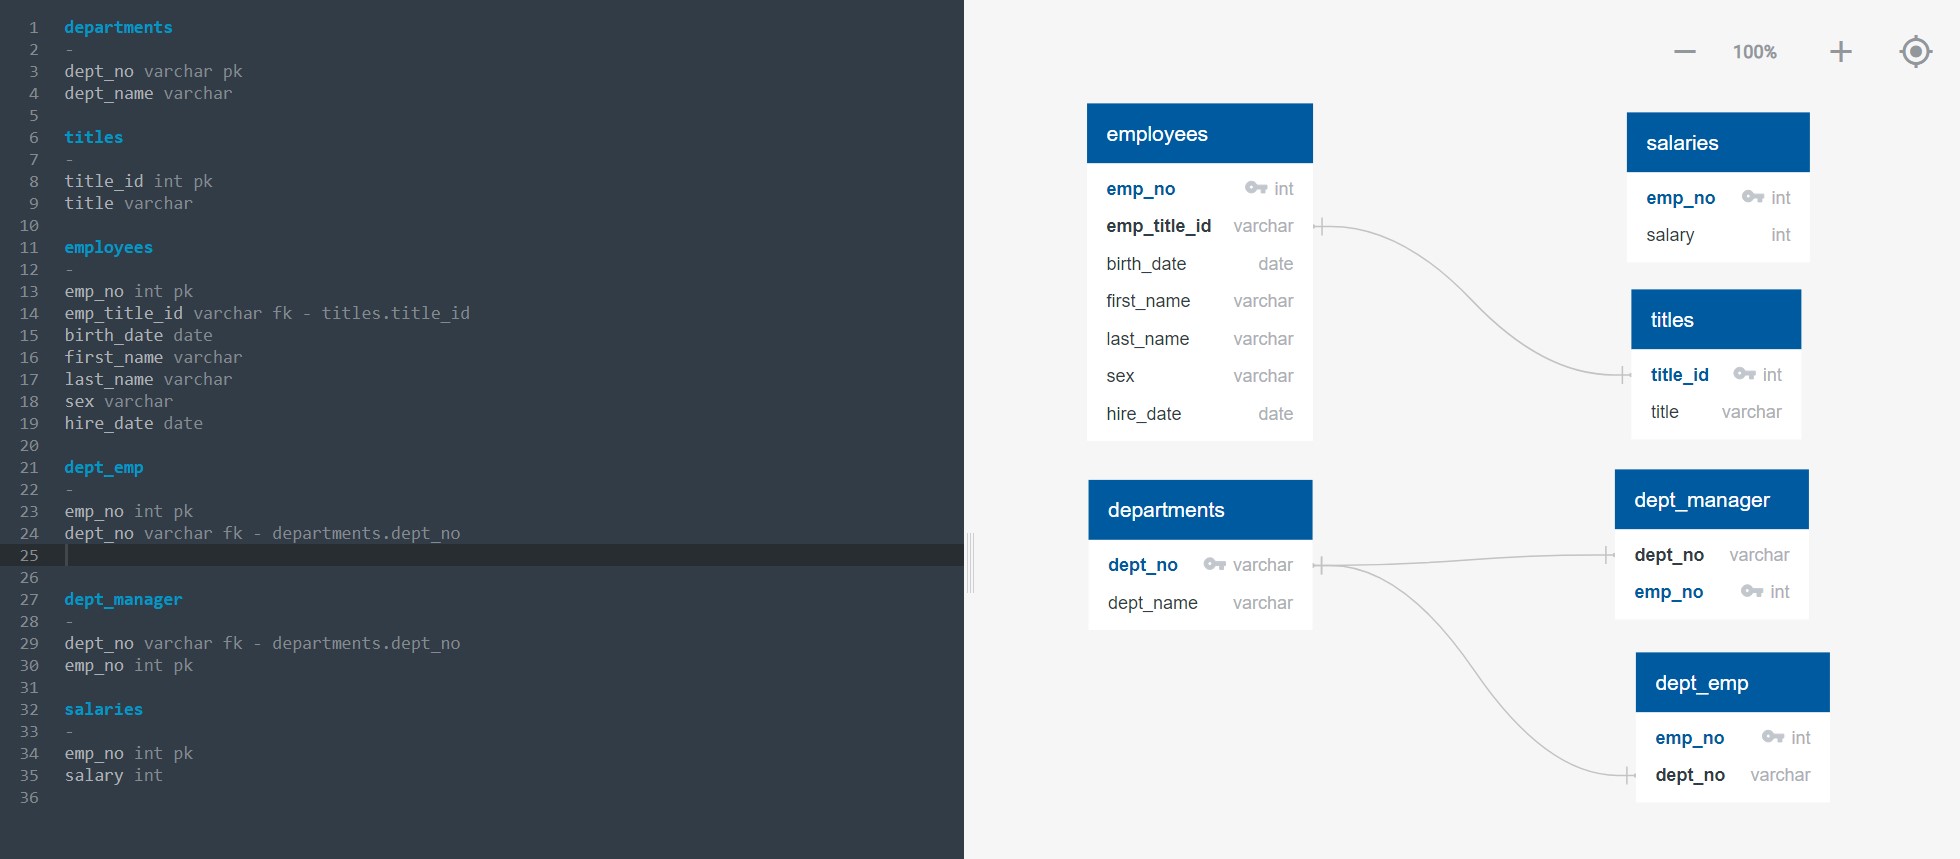 1 departments
2 -
3 dept_no varchar pk
4 dept_name varchar
5
6 titles
7 -
8 title_id int pk
9 title varchar
10
11 employees
12 -
13 emp_no int pk
14 emp_title_id varchar fk - titles.title_id
15 birth_date date
16 first_name varchar
17 last_name varchar
18 sex varchar
19 hire_date date
20
21 dept_emp
22 -
23 emp_no int pk
24 dept_no varchar fk - departments.dept_no
25
26
27 dept_manager
28 -
29 dept_no varchar fk - departments.dept_no
30 emp_no int pk
31
32 salaries
33 -
34 emp_no int pk
35 salary int
36
100%
employees
emp_no int
emp_title_id varchar
birth_date date
first_name varchar
last_name varchar
sex varchar
hire_date date
salaries
emp_no int
salary int
titles
title_id int
title varchar
departments
dept_no varchar
dept_name varchar
dept_manager
dept_no varchar
emp_no int
dept_emp
emp_no int
dept_no varchar